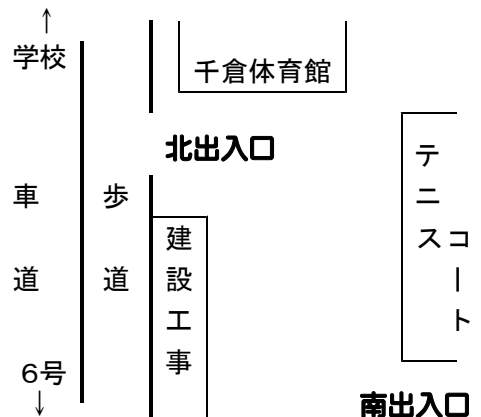 ↑
学校
千倉体育館
北出入口
車道
歩道
建設工事
テニスコート
6号
↓
南出入口